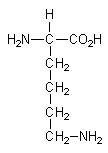 H
H₂N CO₂H
CH₂
CH₂
CH₂
CH₂-NH₂